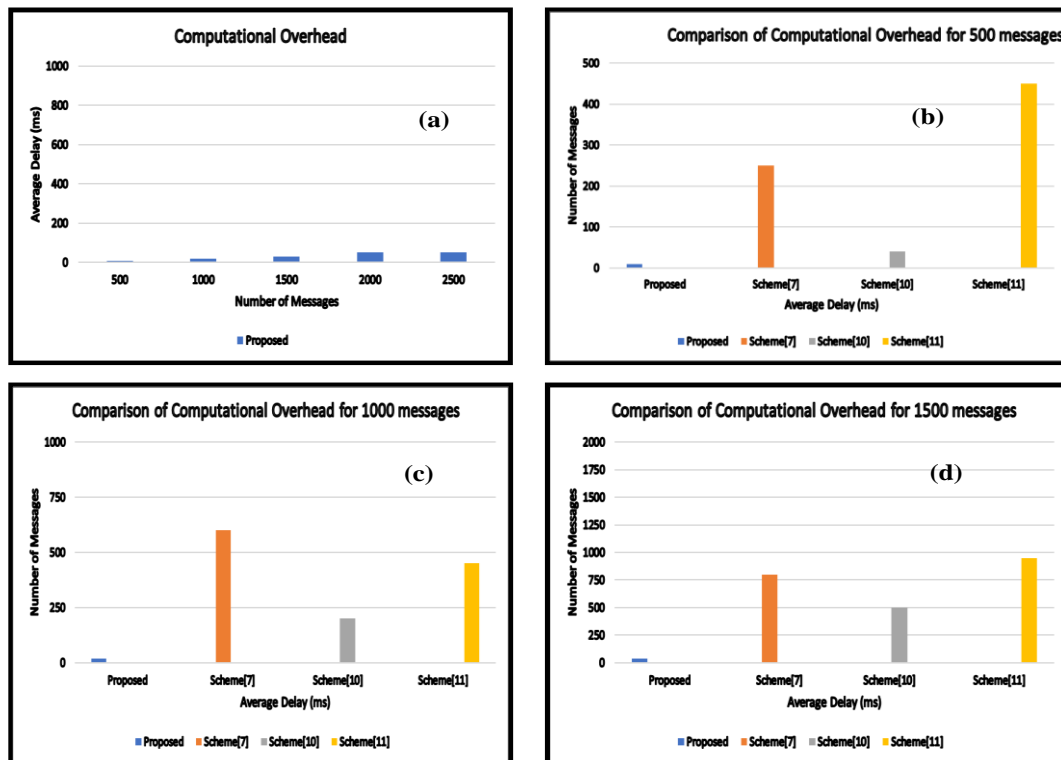 Computational Overhead
1000
800
600
400
200
0
Average Delay (ms)
(a)
500 1000 1500 2000 2500
Number of Messages
Proposed
Comparison of Computational Overhead for 500 messages
500
400
300
200
100
0
Number of Messages
(b)
Proposed Scheme[7] Scheme[10] Scheme[11]
Average Delay (ms)
Proposed Scheme[7] Scheme[10] Scheme[11]
Comparison of Computational Overhead for 1000 messages
1000
750
500
250
0
Number of Messages
(c)
Proposed Scheme[7] Scheme[10] Scheme[11]
Average Delay (ms)
Proposed Scheme[7] Scheme[10] Scheme[11]
Comparison of Computational Overhead for 1500 messages
2000
1750
1500
1250
1000
750
500
250
0
Number of Messages
(d)
Proposed Scheme[7] Scheme[10] Scheme[11]
Average Delay (ms)
Proposed Scheme[7] Scheme[10] Scheme[11]